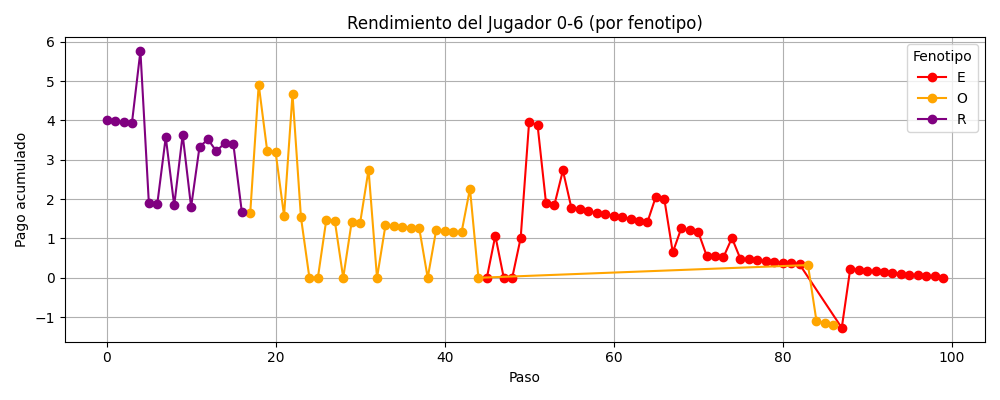 Rendimiento del Jugador 0-6 (por fenotipo)
Pago acumulado
6
5
4
3
2
1
0
−1
Fenotipo
E
O
R
0
20
40
60
80
100
Paso